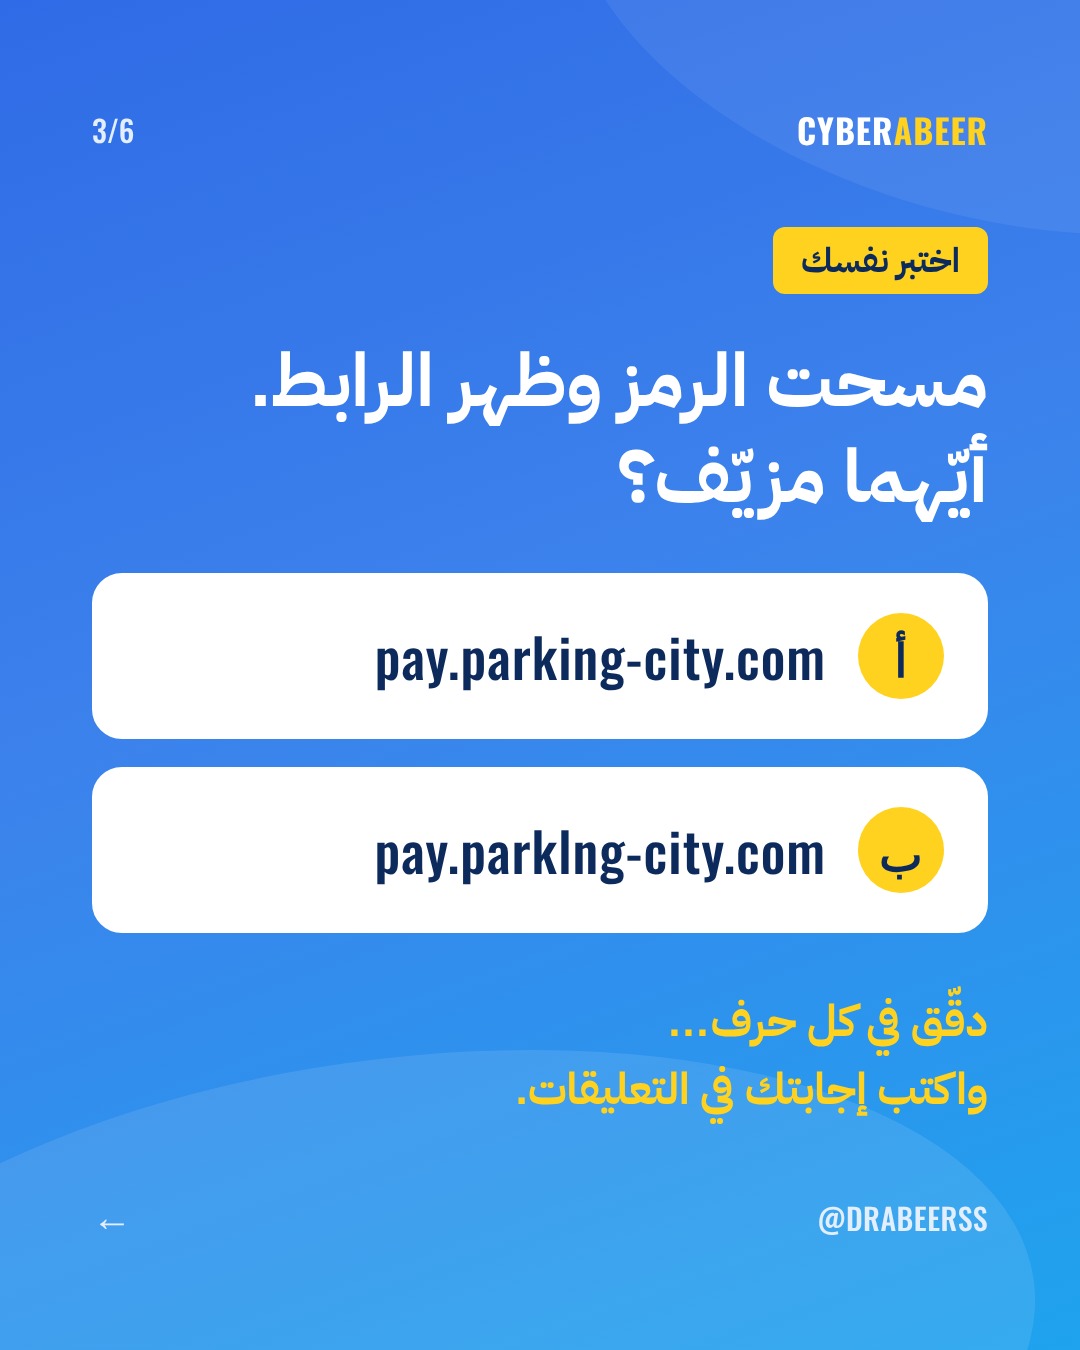 CYBERABEER
3/6
اختبر نفسك
مسحت الرمز وظهر الرابط.
أيّهما مزيّف؟
أ
pay.parking-city.com
ب
pay.parklng-city.com
دقّق في كل حرف...
واكتب إجابتك في التعليقات.
@DRABEERSS
←